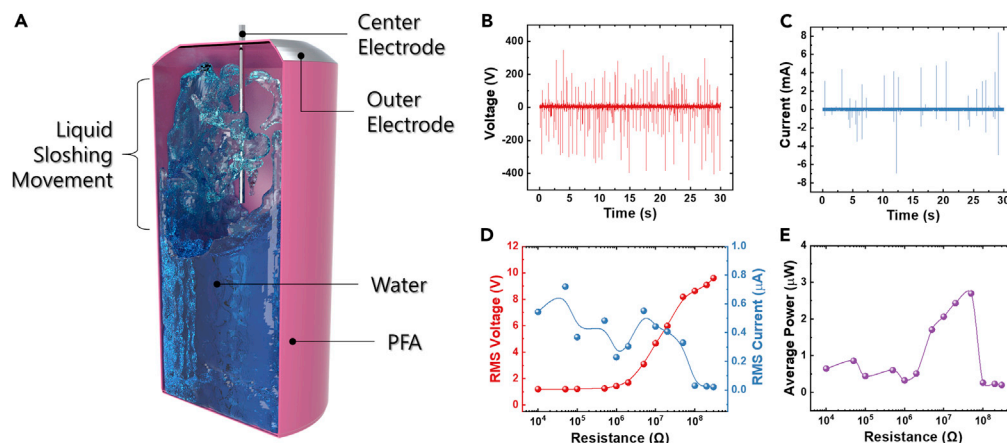 A
Center
Electrode
Outer
Electrode
Liquid
Sloshing
Movement
Water
PFA
B
Voltage (V)
400
200
0
-200
-400
0 5 10 15 20 25 30
Time (s)
C
Current (mA)
8
6
4
2
0
-2
-4
-6
-8
0 5 10 15 20 25 30
Time (s)
D
RMS Voltage (V)
12
10
8
6
4
2
0
RMS Current (μA)
1.0
0.8
0.6
0.4
0.2
0.0
10⁴ 10⁵ 10⁶ 10⁷ 10⁸
Resistance (Ω)
E
Average Power (μW)
4
3
2
1
0
10⁴ 10⁵ 10⁶ 10⁷ 10⁸
Resistance (Ω)